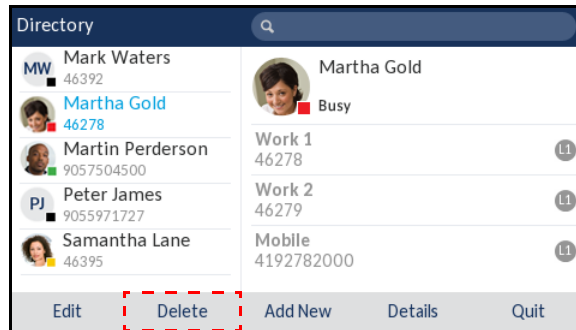 Directory
MW
Mark Waters
46392
Martha Gold
46278
Martin Perderson
9057504500
PJ
Peter James
9055971727
Samantha Lane
46395
Martha Gold
Busy
Work 1
46278
L1
Work 2
46279
L1
Mobile
4192782000
L1
Edit Delete Add New Details Quit